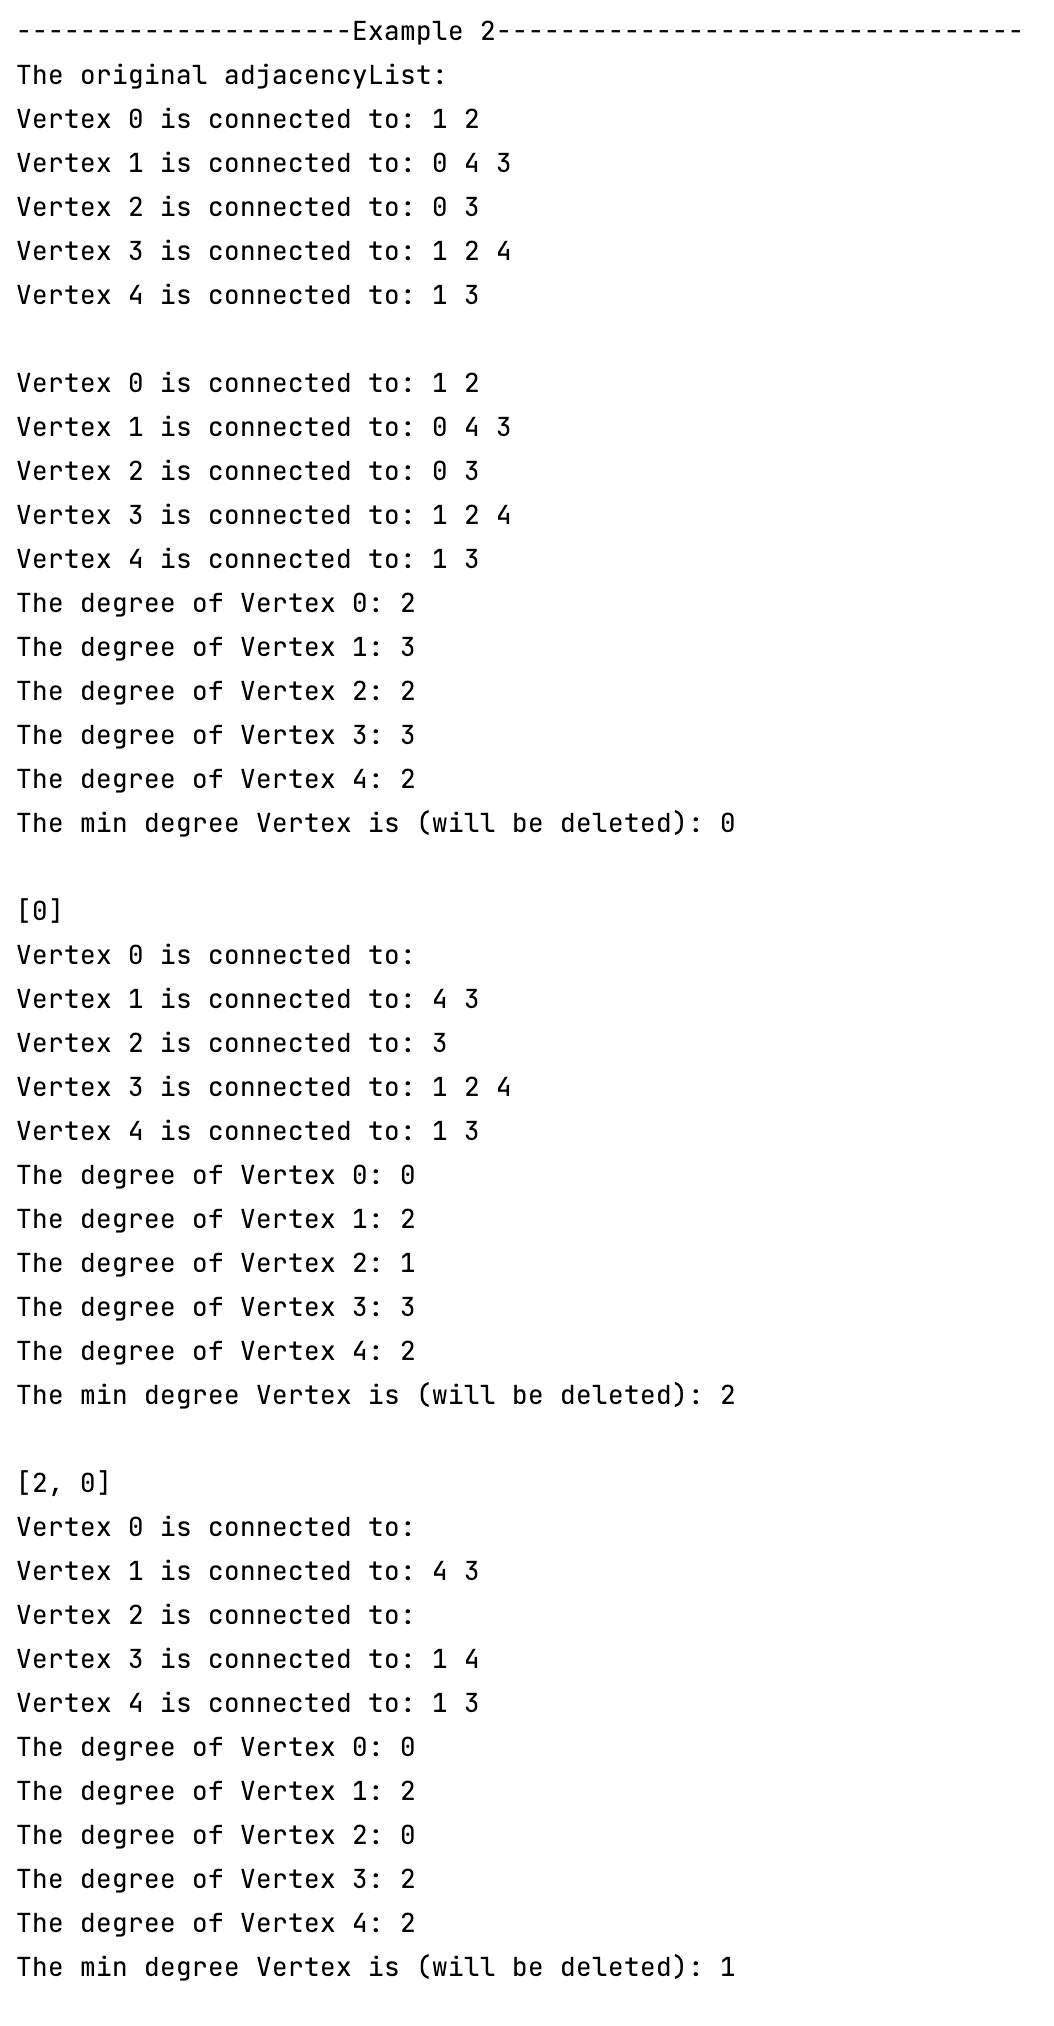 ---------------------Example 2---------------------------------
The original adjacencyList:
Vertex 0 is connected to: 1 2
Vertex 1 is connected to: 0 4 3
Vertex 2 is connected to: 0 3
Vertex 3 is connected to: 1 2 4
Vertex 4 is connected to: 1 3

Vertex 0 is connected to: 1 2
Vertex 1 is connected to: 0 4 3
Vertex 2 is connected to: 0 3
Vertex 3 is connected to: 1 2 4
Vertex 4 is connected to: 1 3
The degree of Vertex 0: 2
The degree of Vertex 1: 3
The degree of Vertex 2: 2
The degree of Vertex 3: 3
The degree of Vertex 4: 2
The min degree Vertex is (will be deleted): 0

[0]
Vertex 0 is connected to:
Vertex 1 is connected to: 4 3
Vertex 2 is connected to: 3
Vertex 3 is connected to: 1 2 4
Vertex 4 is connected to: 1 3
The degree of Vertex 0: 0
The degree of Vertex 1: 2
The degree of Vertex 2: 1
The degree of Vertex 3: 3
The degree of Vertex 4: 2
The min degree Vertex is (will be deleted): 2

[2, 0]
Vertex 0 is connected to:
Vertex 1 is connected to: 4 3
Vertex 2 is connected to:
Vertex 3 is connected to: 1 4
Vertex 4 is connected to: 1 3
The degree of Vertex 0: 0
The degree of Vertex 1: 2
The degree of Vertex 2: 0
The degree of Vertex 3: 2
The degree of Vertex 4: 2
The min degree Vertex is (will be deleted): 1